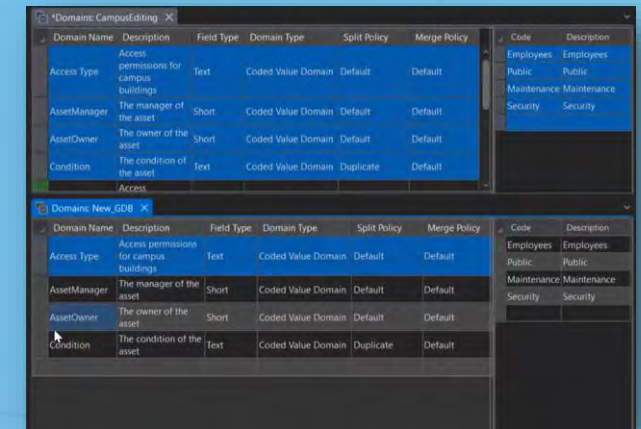 *Domains: CampusEditing
Domain Name Description Field Type Domain Type Split Policy Merge Policy
Access Type Access permissions for campus buildings Text Coded Value Domain Default Default
AssetManager The manager of the asset Short Coded Value Domain Default Default
AssetOwner The owner of the asset Short Coded Value Domain Default Default
Condition The condition of the asset Text Coded Value Domain Duplicate Default
Access
Code Description
Employees Employees
Public Public
Maintenance Maintenance
Security Security
Domains: New_GDB
Domain Name Description Field Type Domain Type Split Policy Merge Policy
Access Type Access permissions for campus buildings Text Coded Value Domain Default Default
AssetManager The manager of the asset Short Coded Value Domain Default Default
AssetOwner The owner of the asset Short Coded Value Domain Default Default
Condition The condition of the asset Text Coded Value Domain Duplicate Default
Code Description
Employees Employees
Public Public
Maintenance Maintenance
Security Security